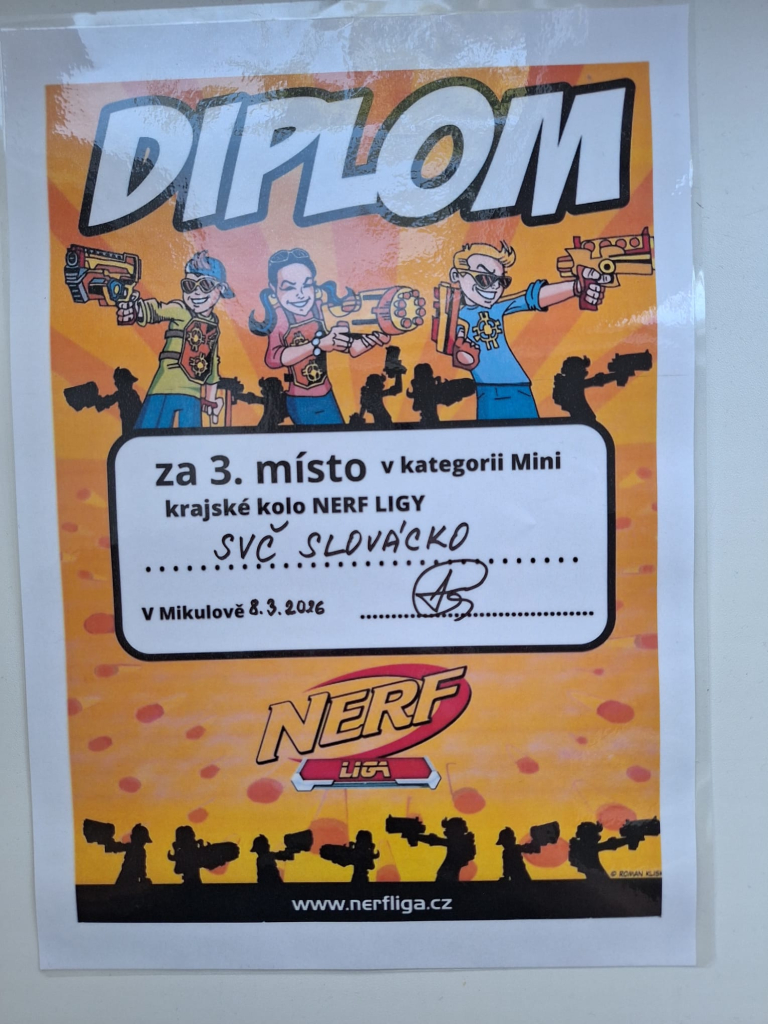 DIPLOM
za 3. místo v kategorii Mini
krajské kolo NERF LIGY
SVČ SLOVÁCKO
V Mikulově 8.3.2026
NERF
LIGA
© ROMAN
www.nerfliga.cz